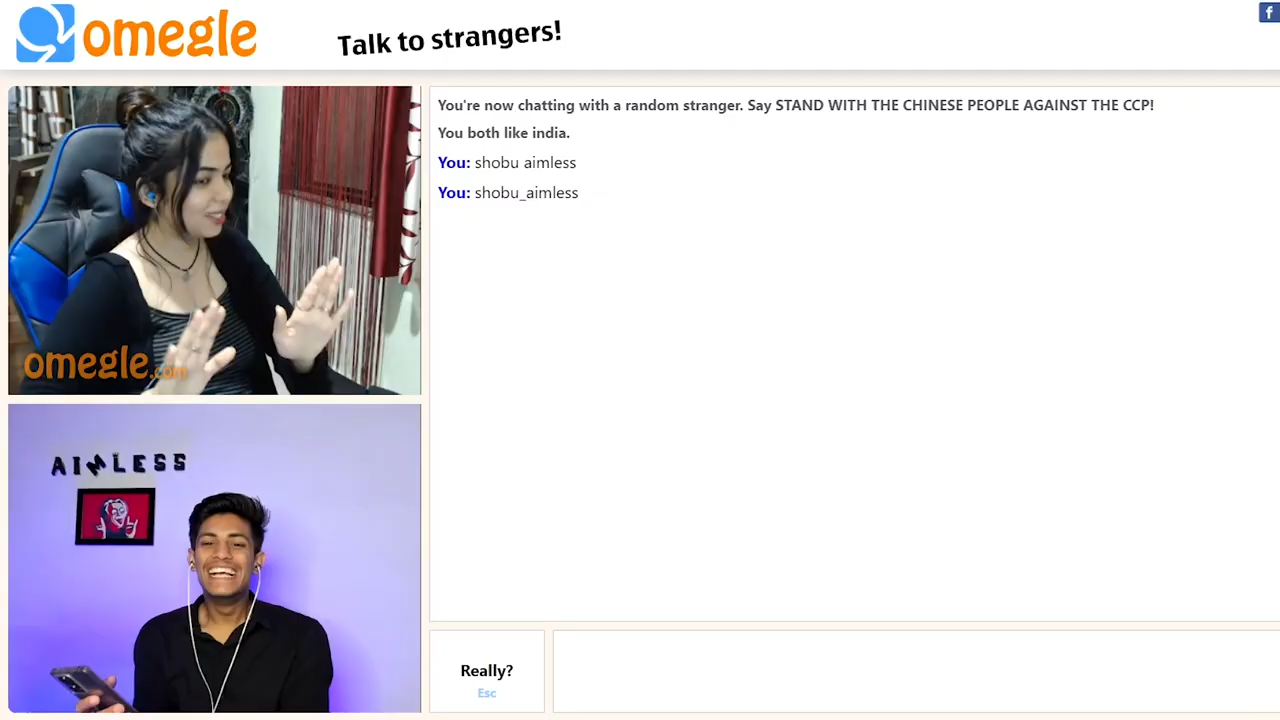 omegle
Talk to strangers!
f
You're now chatting with a random stranger. Say STAND WITH THE CHINESE PEOPLE AGAINST THE CCP!
You both like india.
You: shobu aimless
You: shobu_aimless
omegle.com
AIMLESS
Really?
Esc